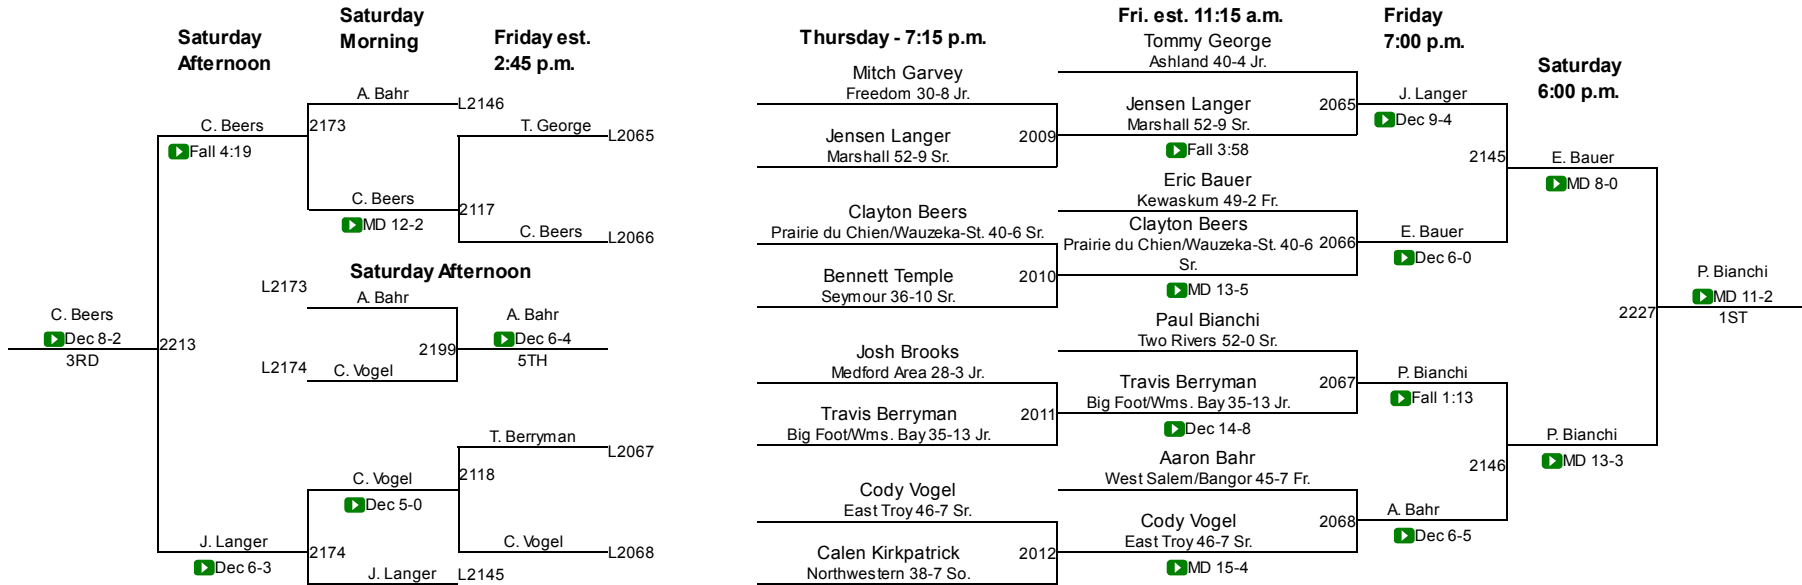 Saturday
Afternoon
Saturday
Morning
Friday est.
2:45 p.m.
A. Bahr
L2146
C. Beers
2173
Fall 4:19
T. George
L2065
C. Beers
MD 12-2
2117
C. Beers
L2066
Saturday Afternoon
L2173
A. Bahr
C. Beers
Dec 8-2
3RD
2213
2199
A. Bahr
Dec 6-4
5TH
L2174
C. Vogel
T. Berryman
L2067
C. Vogel
Dec 5-0
2118
C. Vogel
L2068
J. Langer
Dec 6-3
2174
J. Langer
L2145
Thursday - 7:15 p.m.
Mitch Garvey
Freedom 30-8 Jr.
Jensen Langer
Marshall 52-9 Sr.
2009
Clayton Beers
Prairie du Chien/Wauzeka-St. 40-6 Sr.
Bennett Temple
Seymour 36-10 Sr.
2010
Josh Brooks
Medford Area 28-3 Jr.
Travis Berryman
Big Foot/Wms. Bay 35-13 Jr.
2011
Cody Vogel
East Troy 46-7 Sr.
Calen Kirkpatrick
Northwestern 38-7 So.
2012
Fri. est. 11:15 a.m.
Tommy George
Ashland 40-4 Jr.
Jensen Langer
Marshall 52-9 Sr.
Fall 3:58
2065
Eric Bauer
Kewaskum 49-2 Fr.
Clayton Beers
Prairie du Chien/Wauzeka-St. 40-6
Sr.
MD 13-5
2066
Paul Bianchi
Two Rivers 52-0 Sr.
Travis Berryman
Big Foot/Wms. Bay 35-13 Jr.
Dec 14-8
2067
Aaron Bahr
West Salem/Bangor 45-7 Fr.
Cody Vogel
East Troy 46-7 Sr.
MD 15-4
2068
Friday
7:00 p.m.
J. Langer
Dec 9-4
2145
E. Bauer
Dec 6-0
P. Bianchi
Fall 1:13
2146
A. Bahr
Dec 6-5
Saturday
6:00 p.m.
E. Bauer
MD 8-0
2227
P. Bianchi
MD 13-3
P. Bianchi
MD 11-2
1ST